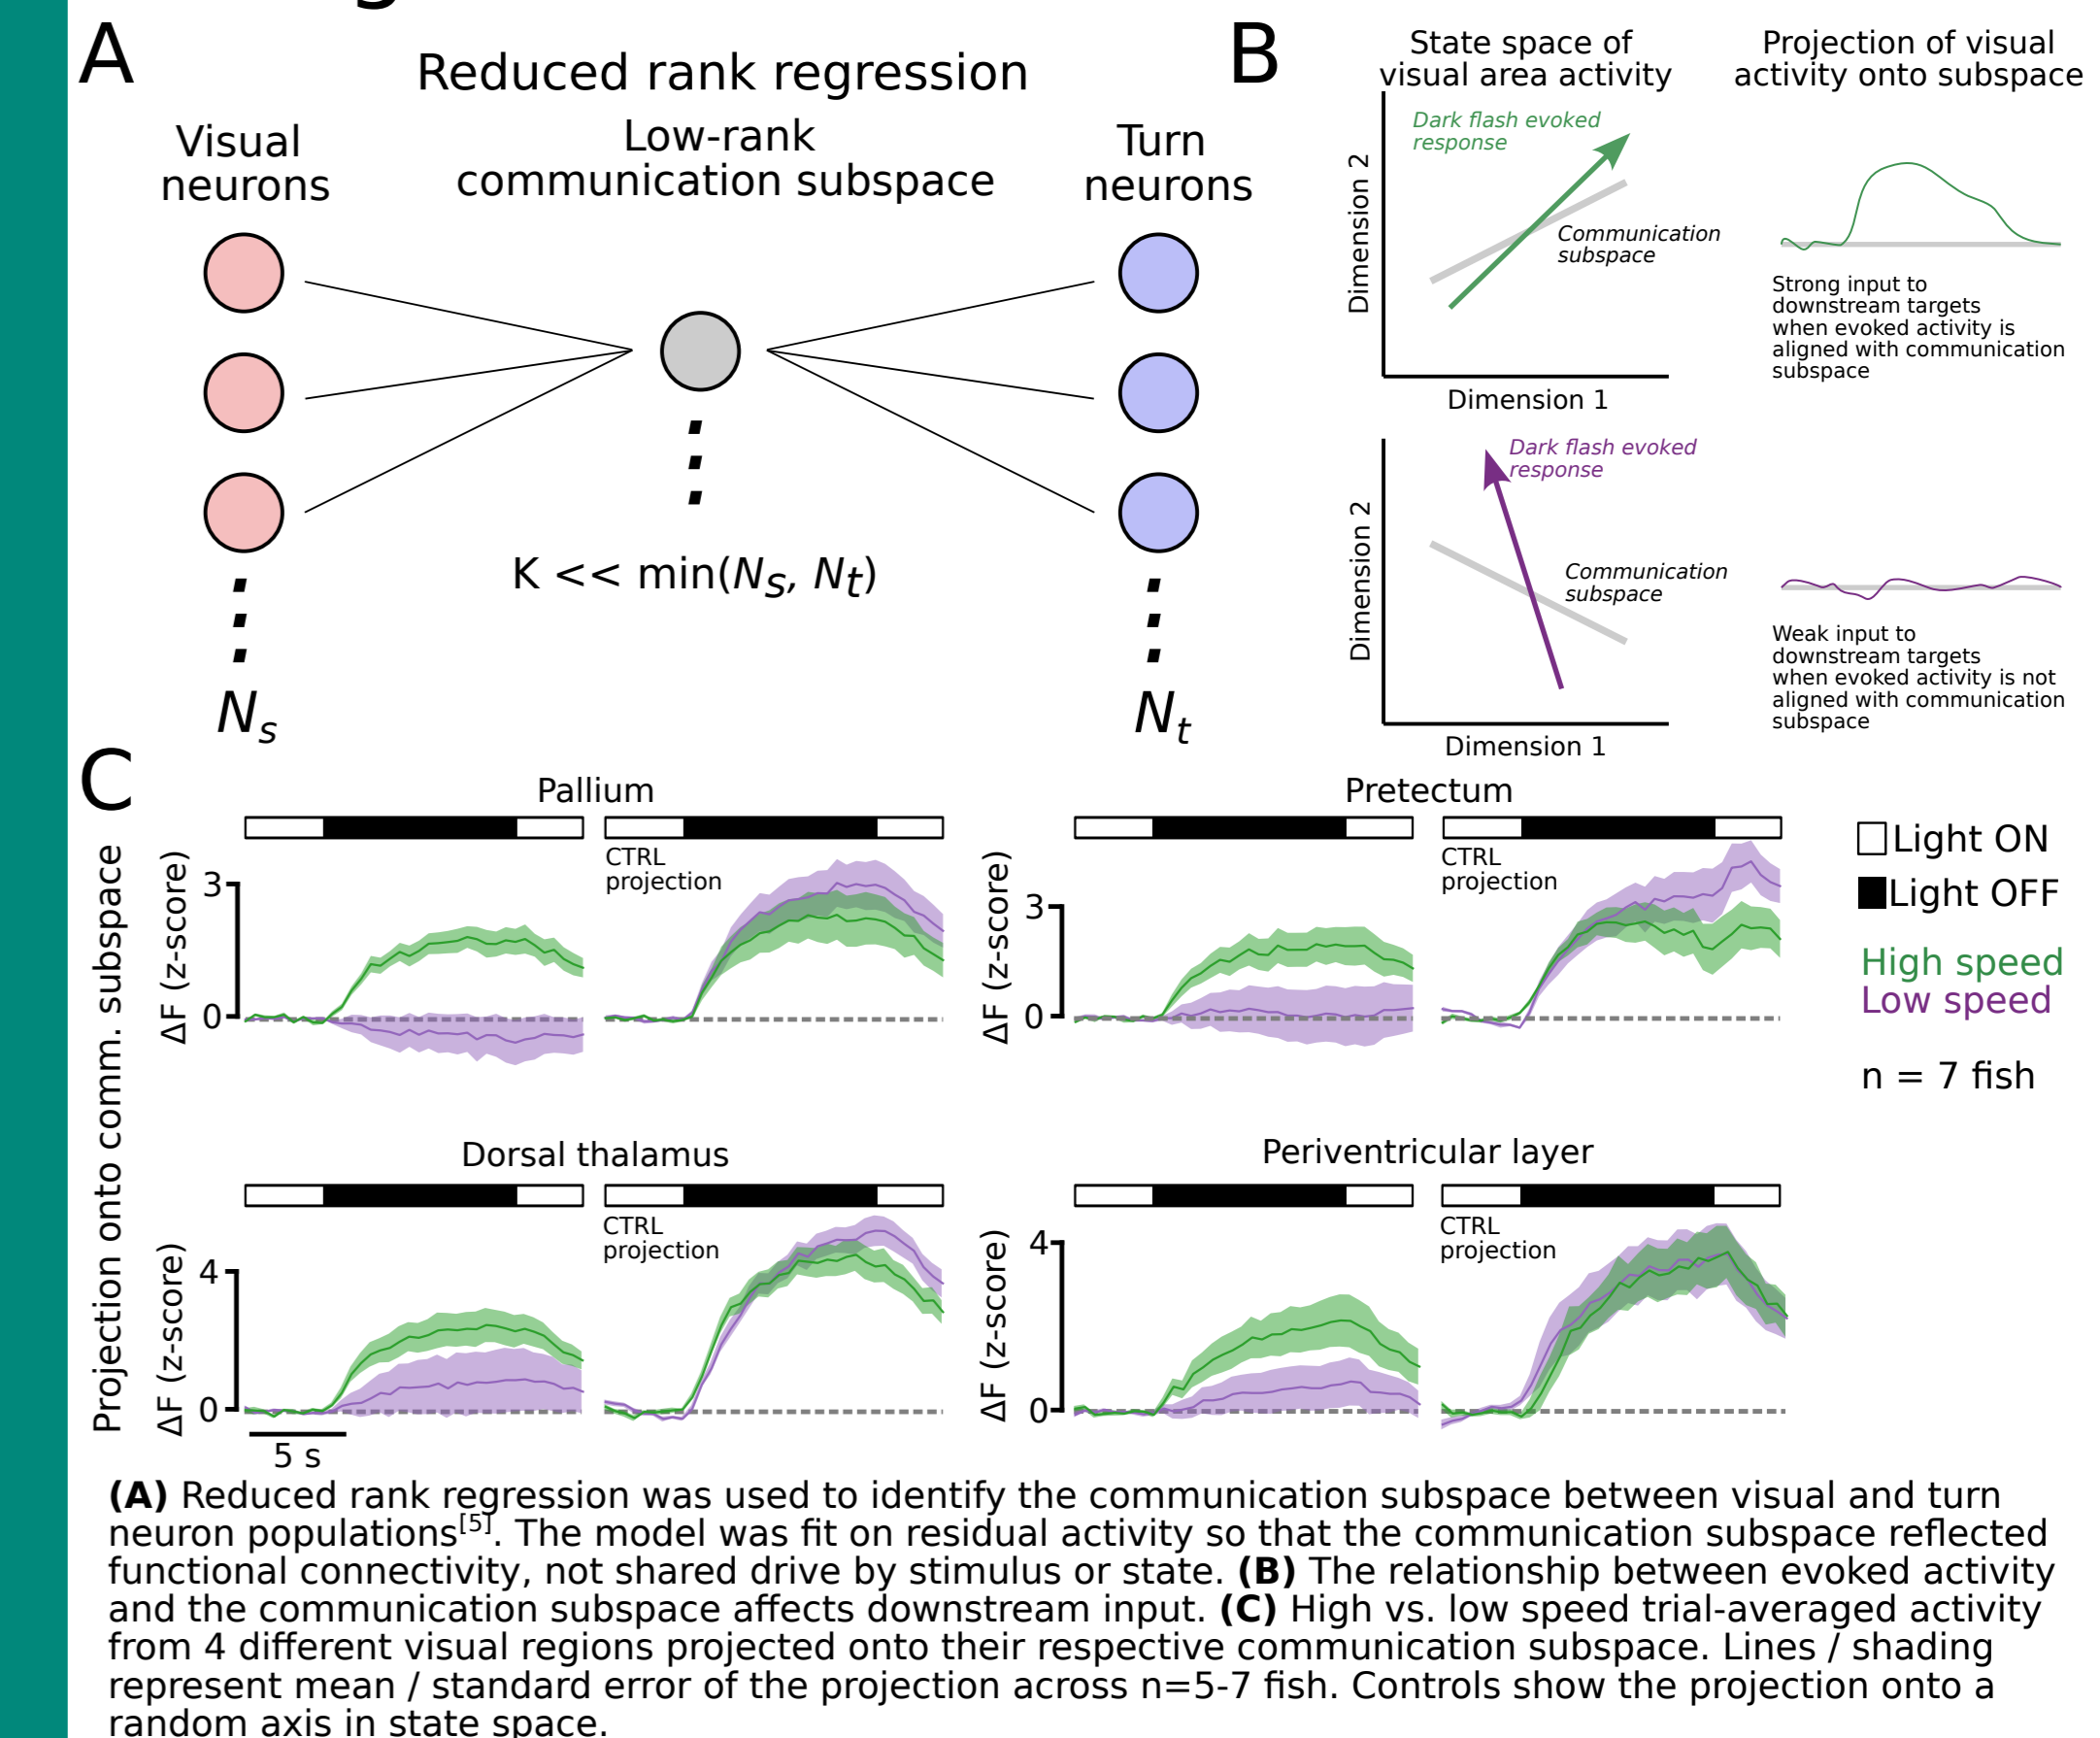 A
Reduced rank regression
Visual
neurons
Low-rank
communication subspace
Turn
neurons
K << min(Ns, Nt)
Ns
Nt
B
State space of
visual area activity
Projection of visual
activity onto subspace
Dark flash evoked
response
Communication
subspace
Dimension 2
Dimension 1
Strong input to
downstream targets
when evoked activity is
aligned with communication
subspace
Dark flash evoked
response
Communication
subspace
Dimension 2
Dimension 1
Weak input to
downstream targets
when evoked activity is not
aligned with communication
subspace
C
Projection onto comm. subspace
Pallium
CTRL
projection
ΔF (z-score)
3
0
Pretectum
CTRL
projection
ΔF (z-score)
3
0
Light ON
Light OFF
High speed
Low speed
n = 7 fish
Dorsal thalamus
CTRL
projection
ΔF (z-score)
4
0
5 s
Periventricular layer
CTRL
projection
ΔF (z-score)
4
0
(A) Reduced rank regression was used to identify the communication subspace between visual and turn
neuron populations[5]. The model was fit on residual activity so that the communication subspace reflected
functional connectivity, not shared drive by stimulus or state. (B) The relationship between evoked activity
and the communication subspace affects downstream input. (C) High vs. low speed trial-averaged activity
from 4 different visual regions projected onto their respective communication subspace. Lines / shading
represent mean / standard error of the projection across n=5-7 fish. Controls show the projection onto a
random axis in state space.